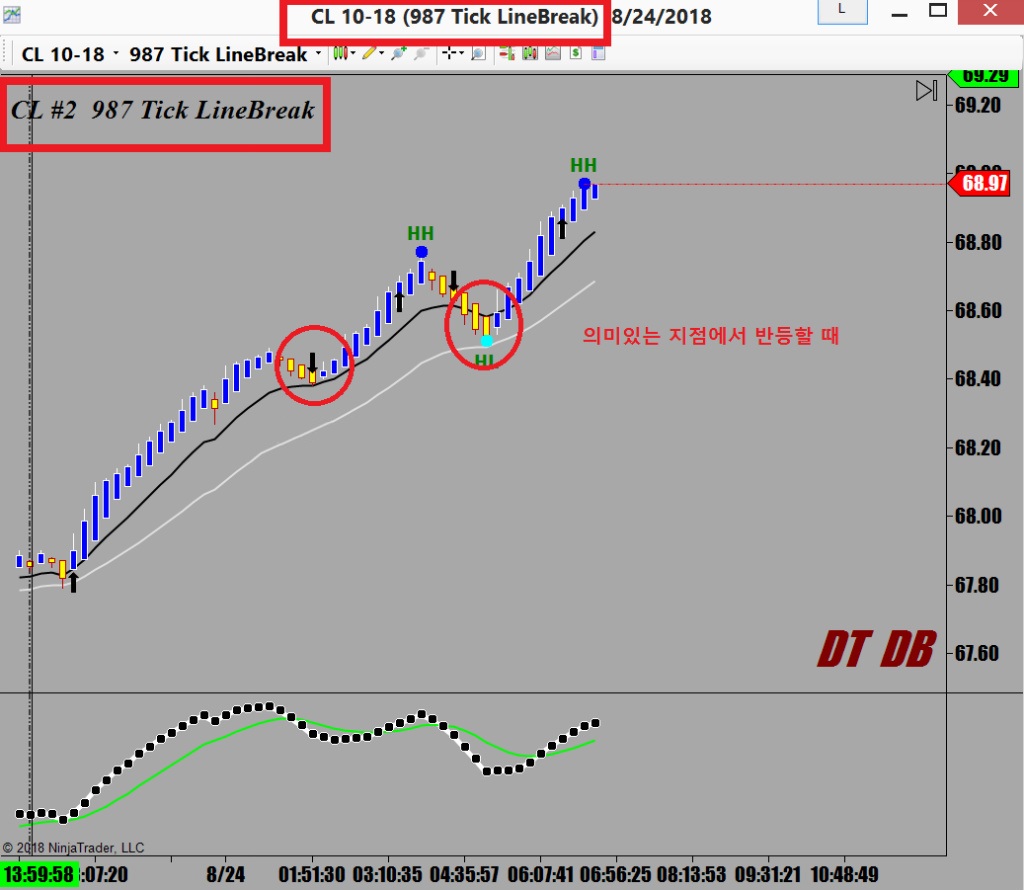 CL 10-18 (987 Tick LineBreak) 8/24/2018
L
CL 10-18 987 Tick LineBreak
CL #2 987 Tick LineBreak
69.29
69.20
68.97
HH
HH
68.80
68.60
의미있는 지점에서 반등할 때
HL
68.40
68.20
68.00
67.80
DT DB
67.60
© 2018 NinjaTrader, LLC
13:59:58 :07:20 8/24 01:51:30 03:10:35 04:35:57 06:07:41 06:56:25 08:13:53 09:31:21 10:48:49